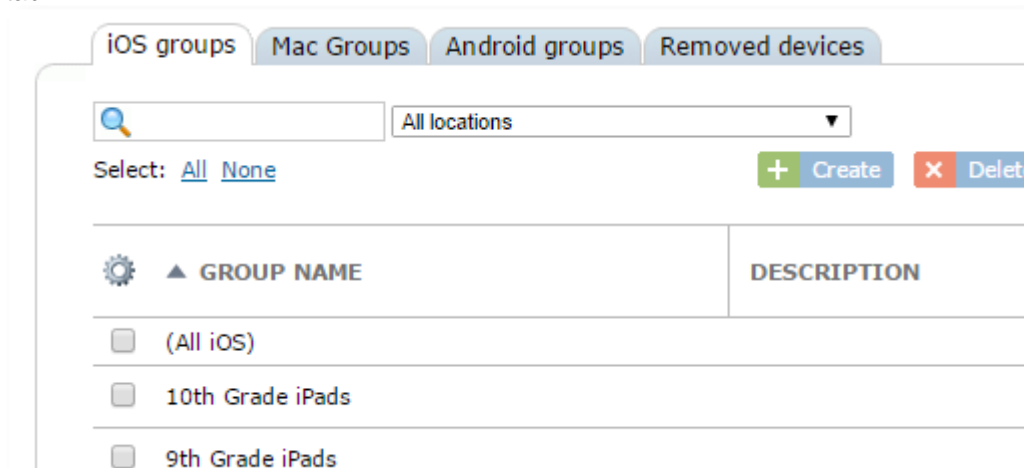 iOS groups Mac Groups Android groups Removed devices
All locations
Select: All None + Create x Delet
GROUP NAME DESCRIPTION
(All iOS)
10th Grade iPads
9th Grade iPads